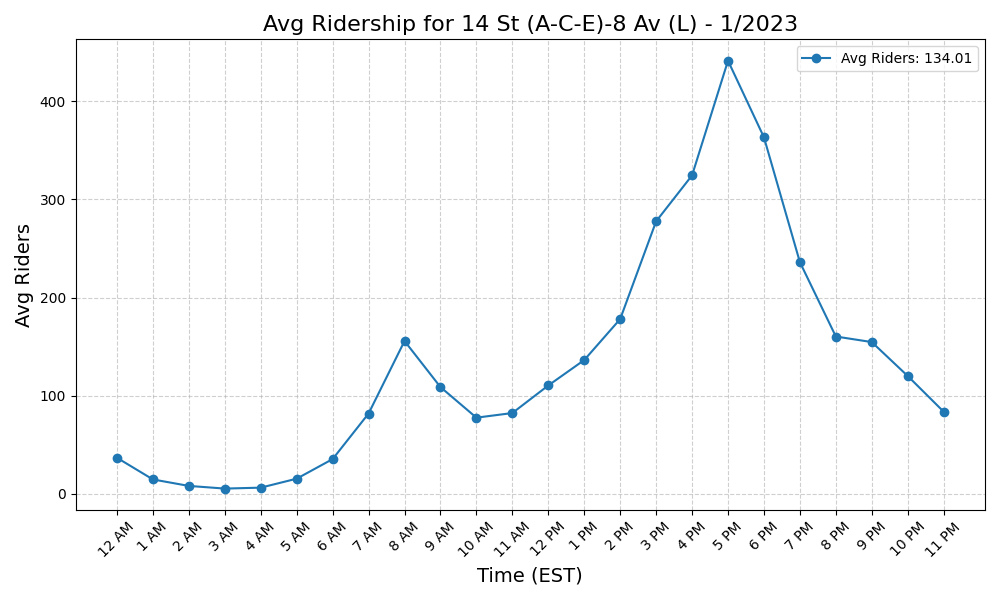 Avg Ridership for 14 St (A-C-E)-8 Av (L) - 1/2023
Avg Riders: 134.01
Avg Riders
400
300
200
100
0
12 AM 1 AM 2 AM 3 AM 4 AM 5 AM 6 AM 7 AM 8 AM 9 AM 10 AM 11 AM 12 PM 1 PM 2 PM 3 PM 4 PM 5 PM 6 PM 7 PM 8 PM 9 PM 10 PM 11 PM
Time (EST)